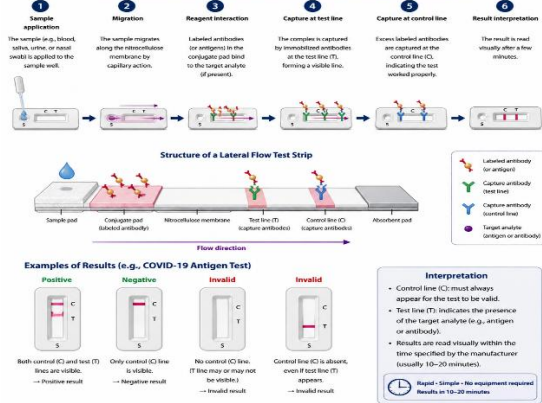 1
Sample
application
The sample (e.g., blood,
saliva, urine, or nasal
swab) is applied to the
sample well.
2
Migration
The sample migrates
along the nitrocellulose
membrane by
capillary action.
3
Reagent interaction
Labeled antibodies
(or antigens) in the
conjugate pad bind
to the target analyte
(if present).
4
Capture at test line
The complex is captured
by immobilized antibodies
at the test line (T),
forming a visible line.
5
Capture at control line
Excess labeled antibodies
are captured at the
control line (C),
indicating the test
worked properly.
6
Result interpretation
The result is read
visually after a few
minutes.
C T
S
C T
S
S
C T
S
C T
S
C T
S
Structure of a Lateral Flow Test Strip
Sample pad
Conjugate pad
(labeled antibody)
Nitrocellulose membrane
Test line (T)
(capture antibodies)
Control line (C)
(capture antibodies)
Absorbent pad
Flow direction
Labeled antibody
(or antigen)
Capture antibody
(test line)
Capture antibody
(control line)
Target analyte
(antigen or antibody)
Examples of Results (e.g., COVID-19 Antigen Test)
Positive
C
T
S
Both control (C) and test (T)
lines are visible.
→ Positive result
Negative
C
T
S
Only control (C) line
is visible.
→ Negative result
Invalid
C
T
S
No control (C) line.
(T line may or may not
be visible.)
→ Invalid result
Invalid
C
T
S
Control line (C) is absent,
even if test line (T)
appears.
→ Invalid result
Interpretation
• Control line (C): must always
appear for the test to be valid.
• Test line (T): indicates the presence
of the target analyte (e.g., antigen
or antibody).
• Results are read visually within the
time specified by the manufacturer
(usually 10–20 minutes).
Rapid • Simple • No equipment required
Results in 10–20 minutes